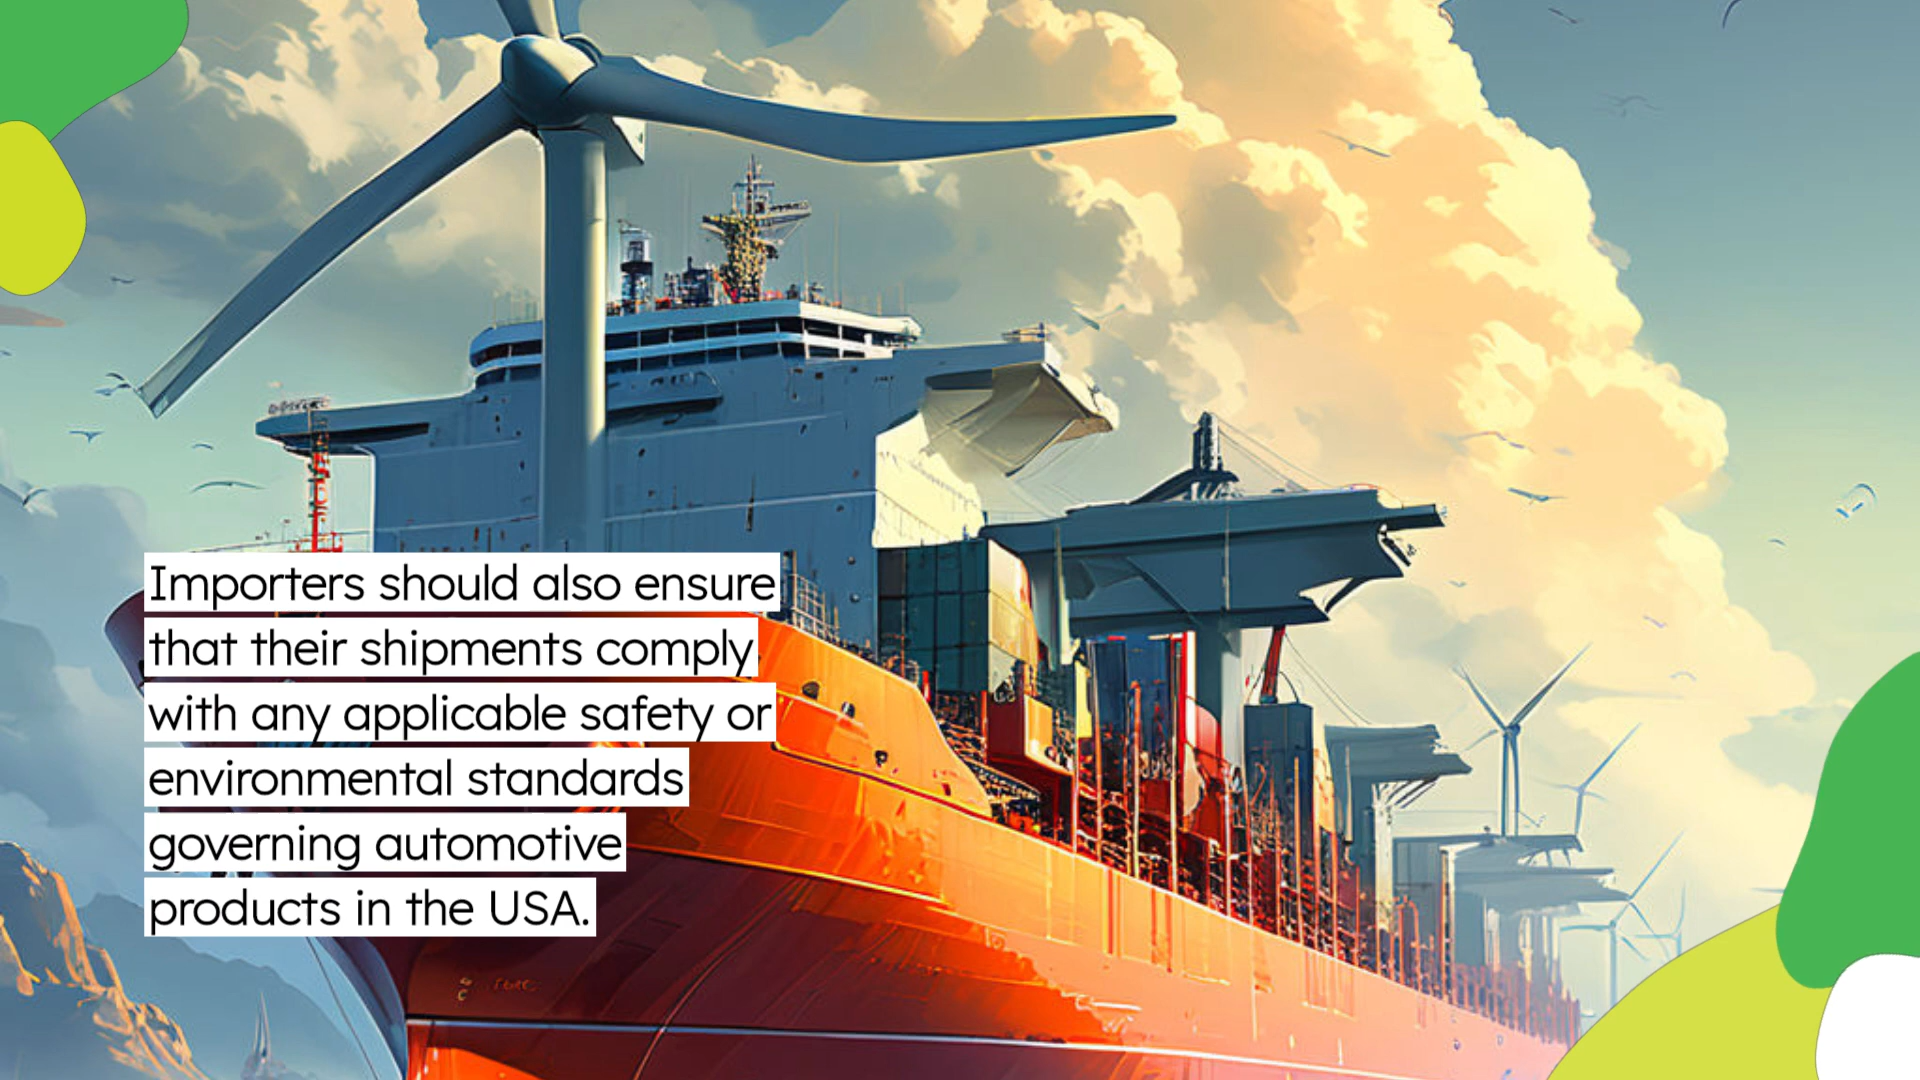 Importers should also ensure
that their shipments comply
with any applicable safety or
environmental standards
governing automotive
products in the USA.